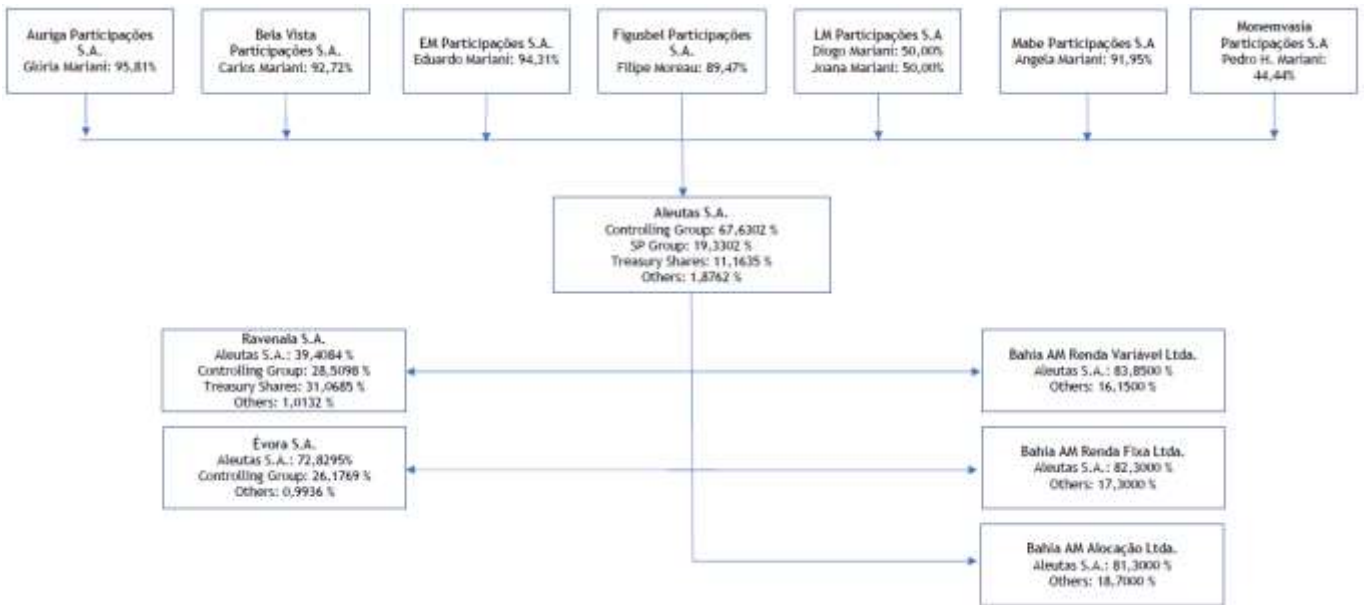 Auriga Participações
S.A.
Glória Mariani: 95,81%
Bela Vista
Participações S.A.
Carlos Mariani: 92,72%
EM Participações S.A.
Eduardo Mariani: 94,31%
Figusbel Participações
S.A.
Filipe Moreau: 89,47%
LM Participações S.A
Diogo Mariani: 50,00%
Joana Mariani: 50,00%
Mabe Participações S.A
Angela Mariani: 91,95%
Monemvasia
Participações S.A
Pedro H. Mariani:
44,44%
Aleutas S.A.
Controlling Group: 67,6302 %
SP Group: 19,3302 %
Treasury Shares: 11,1635 %
Others: 1,8762 %
Ravenala S.A.
Aleutas S.A.: 39,4084 %
Controlling Group: 28,5098 %
Treasury Shares: 31,0685 %
Others: 1,0132 %
Bahia AM Renda Variável Ltda.
Aleutas S.A.: 83,8500 %
Others: 16,1500 %
Évora S.A.
Aleutas S.A.: 72,8295%
Controlling Group: 26,1769 %
Others: 0,9936 %
Bahia AM Renda Fixa Ltda.
Aleutas S.A.: 82,3000 %
Others: 17,3000 %
Bahia AM Alocação Ltda.
Aleutas S.A.: 81,3000 %
Others: 18,7000 %